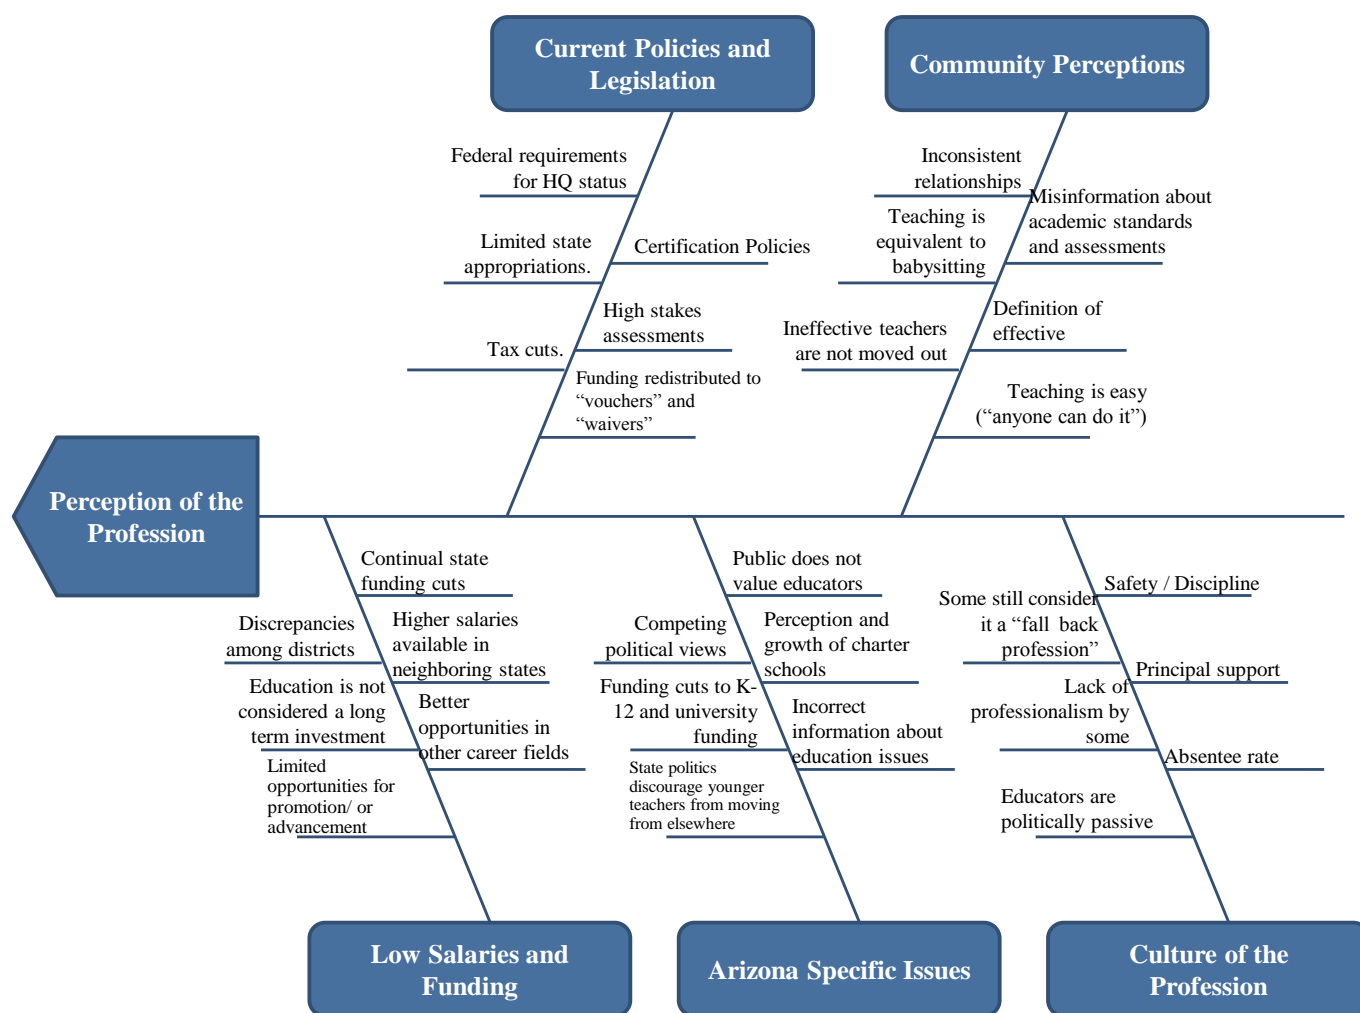 Current Policies and
Legislation
Community Perceptions
Federal requirements
for HQ status
Limited state
appropriations.
Certification Policies
High stakes
assessments
Tax cuts.
Funding redistributed to
“vouchers” and
“waivers”
Inconsistent
relationships
Misinformation about
academic standards
and assessments
Teaching is
equivalent to
babysitting
Definition of
effective
Ineffective teachers
are not moved out
Teaching is easy
(“anyone can do it”)
Perception of the
Profession
Continual state
funding cuts
Discrepancies
among districts
Higher salaries
available in
neighboring states
Education is not
considered a long
term investment
Better
opportunities in
other career fields
Limited
opportunities for
promotion/ or
advancement
Public does not
value educators
Competing
political views
Perception and
growth of charter
schools
Funding cuts to K-
12 and university
funding
Incorrect
information about
education issues
State politics
discourage younger
teachers from moving
from elsewhere
Safety / Discipline
Some still consider
it a “fall back
profession”
Principal support
Lack of
professionalism by
some
Absentee rate
Educators are
politically passive
Low Salaries and
Funding
Arizona Specific Issues
Culture of the
Profession